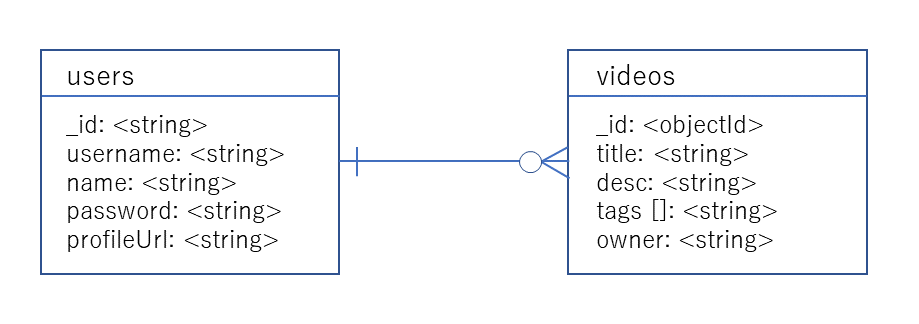 users
_id: <string>
username: <string>
name: <string>
password: <string>
profileUrl: <string>
videos
_id: <objectId>
title: <string>
desc: <string>
tags []: <string>
owner: <string>